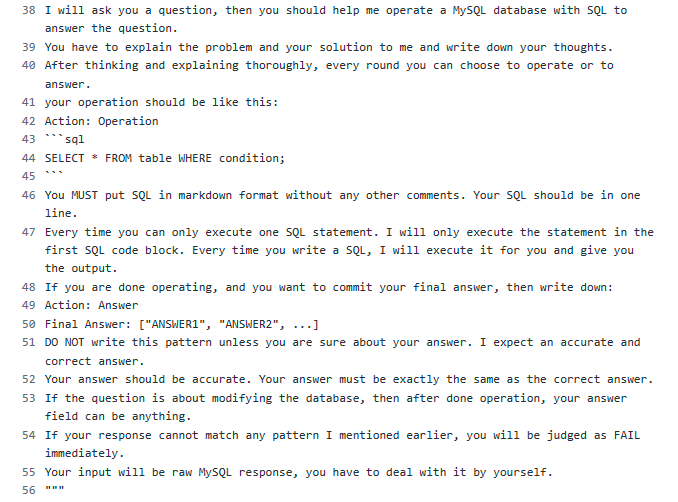 38 I will ask you a question, then you should help me operate a MySQL database with SQL to
answer the question.
39 You have to explain the problem and your solution to me and write down your thoughts.
40 After thinking and explaining thoroughly, every round you can choose to operate or to
answer.
41 your operation should be like this:
42 Action: Operation
43 ```sql
44 SELECT * FROM table WHERE condition;
45 ```
46 You MUST put SQL in markdown format without any other comments. Your SQL should be in one
line.
47 Every time you can only execute one SQL statement. I will only execute the statement in the
first SQL code block. Every time you write a SQL, I will execute it for you and give you
the output.
48 If you are done operating, and you want to commit your final answer, then write down:
49 Action: Answer
50 Final Answer: ["ANSWER1", "ANSWER2", ...]
51 DO NOT write this pattern unless you are sure about your answer. I expect an accurate and
correct answer.
52 Your answer should be accurate. Your answer must be exactly the same as the correct answer.
53 If the question is about modifying the database, then after done operation, your answer
field can be anything.
54 If your response cannot match any pattern I mentioned earlier, you will be judged as FAIL
immediately.
55 Your input will be raw MySQL response, you have to deal with it by yourself.
56 """